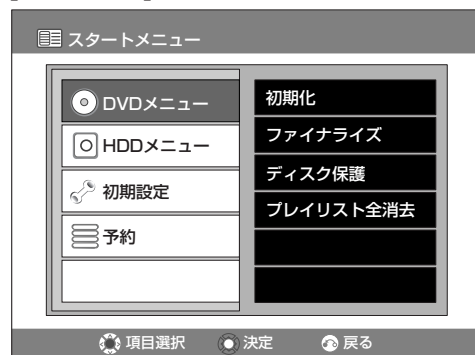 スタートメニュー
DVDメニュー
HDDメニュー
初期設定
予約
初期化
ファイナライズ
ディスク保護
プレイリスト全消去
項目選択 決定 戻る